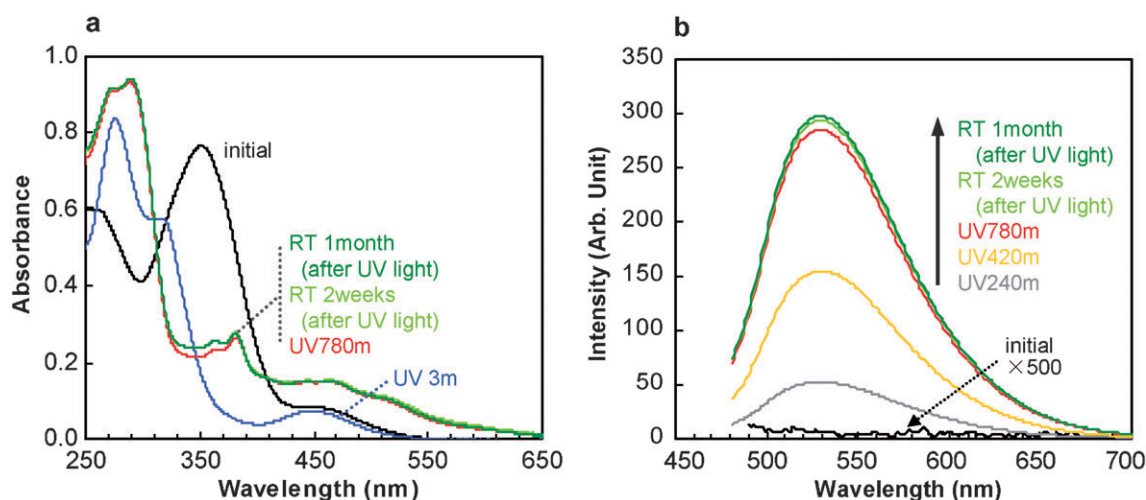 a
1.0
0.8
0.6
0.4
0.2
0.0
Absorbance
initial
RT 1month
(after UV light)
RT 2weeks
(after UV light)
UV780m
UV 3m
250
350
450
550
650
Wavelength (nm)
b
350
300
250
200
150
100
50
0
Intensity (Arb. Unit)
RT 1month
(after UV light)
RT 2weeks
(after UV light)
UV780m
UV420m
UV240m
initial
×500
450
500
550
600
650
700
Wavelength (nm)